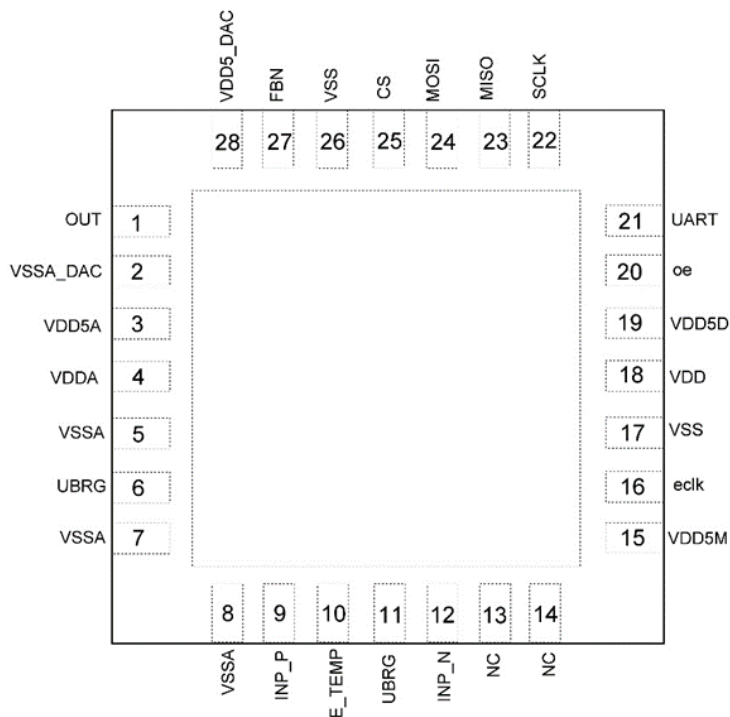 VDD5_DAC
FBN
VSS
CS
MOSI
MISO
SCLK
28 27 26 25 24 23 22
OUT 1
VSSA_DAC 2
VDD5A 3
VDDA 4
VSSA 5
UBRG 6
VSSA 7
21 UART
20 oe
19 VDD5D
18 VDD
17 VSS
16 eclk
15 VDD5M
8 9 10 11 12 13 14
VSSA
INP_P
E_TEMP
UBRG
INP_N
NC
NC